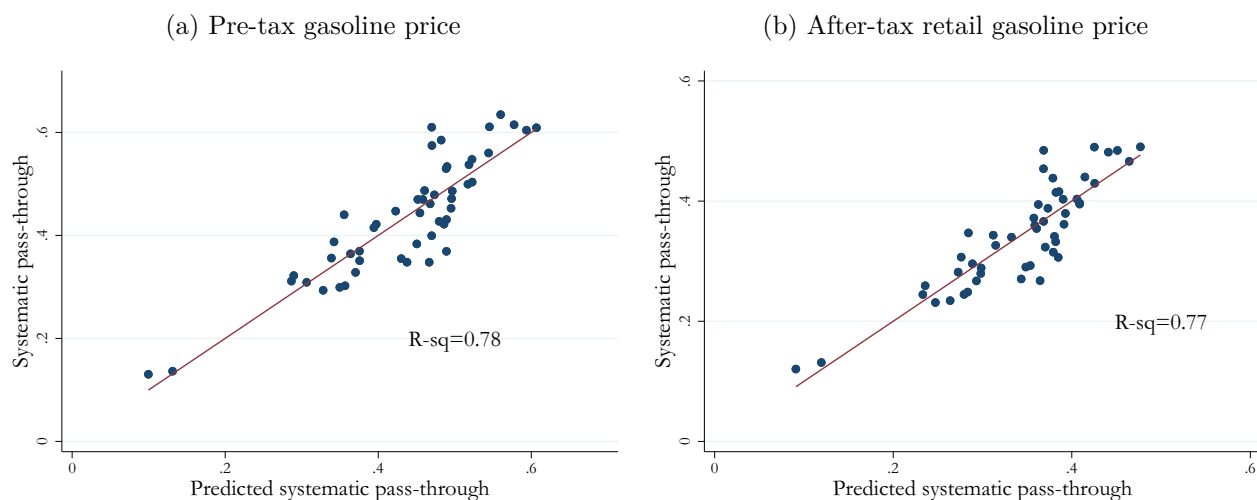 (a) Pre-tax gasoline price
Systematic pass-through
0 .2 .4 .6
R-sq=0.78
0 .2 .4 .6
Predicted systematic pass-through
(b) After-tax retail gasoline price
Systematic pass-through
0 .2 .4 .6
R-sq=0.77
0 .2 .4 .6
Predicted systematic pass-through